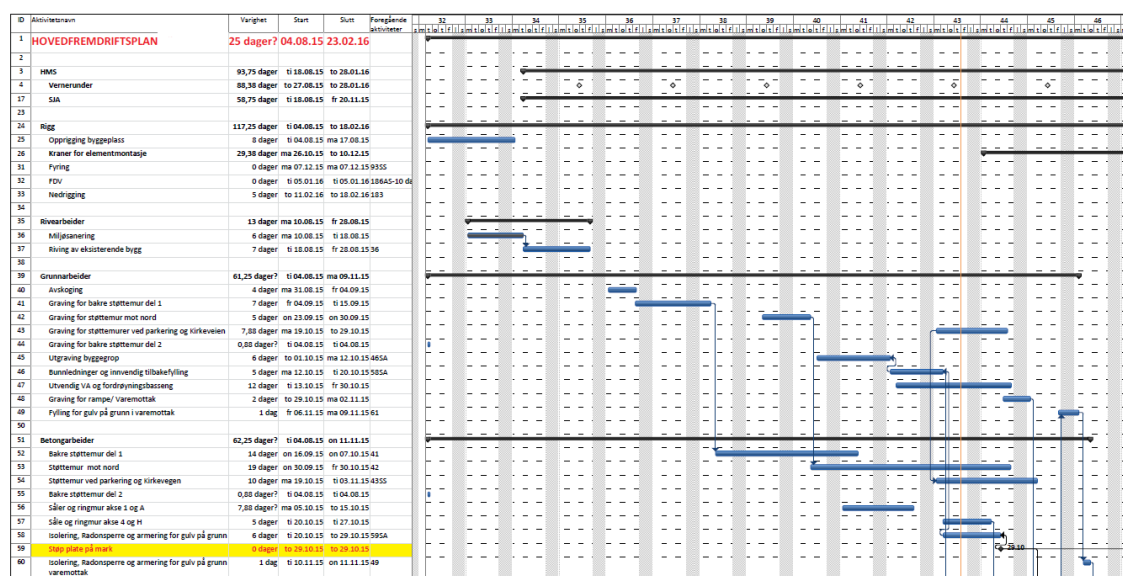 ID Aktivitetsnavn Varighet Start Slutt Foregående aktiviteter 32 33 34 35 36 37 38 39 40 41 42 43 44 45 46
1 HOVEDFREMDRIFTSPLAN 25 dager? 04.08.15 23.02.16
2
3 HMS 93,75 dager ti 18.08.15 to 28.01.16
4 Vernerunder 88,38 dager to 27.08.15 to 28.01.16
17 SJA 58,75 dager ti 18.08.15 fr 20.11.15
23
24 Rigg 117,25 dager ti 04.08.15 to 18.02.16
25 Opprigging byggeplass 8 dager ti 04.08.15 ma 17.08.15
26 Kraner for elementmontasje 29,38 dager ma 26.10.15 to 10.12.15
31 Fyring 0 dager ma 07.12.15 ma 07.12.15 93SS
32 FDV 0 dager ti 05.01.16 ti 05.01.16 186AS-10 da
33 Nedrigging 5 dager to 11.02.16 to 18.02.16 183
34
35 Rivearbeider 13 dager ma 10.08.15 fr 28.08.15
36 Miljøsanering 6 dager ma 10.08.15 ti 18.08.15
37 Riving av eksisterende bygg 7 dager ti 18.08.15 fr 28.08.15 36
38
39 Grunnarbeider 61,25 dager? ti 04.08.15 ma 09.11.15
40 Avskoging 4 dager ma 31.08.15 fr 04.09.15
41 Graving for bakre støttemur del 1 7 dager fr 04.09.15 ti 15.09.15
42 Graving for støttemur mot nord 5 dager on 23.09.15 on 30.09.15
43 Graving for støttemurer ved parkering og Kirkeveien 7,88 dager ma 19.10.15 to 29.10.15
44 Graving for bakre støttemur del 2 0,88 dager ti 04.08.15 ti 04.08.15
45 Utgraving byggegrop 6 dager to 01.10.15 ma 12.10.15 46SA
46 Bunnledninger og innvendig tilbakefylling 5 dager ma 12.10.15 ti 20.10.15 58SA
47 Utvendig VA og fordrøyningsbasseng 12 dager ti 13.10.15 fr 30.10.15
48 Graving for rampe/ Varemottak 2 dager to 29.10.15 ma 02.11.15
49 Fylling for gulv på grunn i varemottak 1 dag fr 06.11.15 ma 09.11.15 61
50
51 Betongarbeider 62,25 dager? ti 04.08.15 on 11.11.15
52 Bakre støttemur del 1 14 dager on 16.09.15 on 07.10.15 41
53 Støttemur mot nord 19 dager on 30.09.15 fr 30.10.15 42
54 Støttemur ved parkering og Kirkevegen 10 dager ma 19.10.15 ti 03.11.15 43SS
55 Bakre støttemur del 2 0,88 dager? ti 04.08.15 ti 04.08.15
56 Såler og ringmur akse 1 og A 7,88 dager? ma 05.10.15 to 15.10.15
57 Såle og ringmur akse 4 og H 5 dager ti 20.10.15 ti 27.10.15
58 Isolering, Radonsperre og armering for gulv på grunn 6 dager ti 20.10.15 to 29.10.15 59SA
59 Støp plate på mark 0 dager to 29.10.15 to 29.10.15 29.10
60 Isolering, Radonsperre og armering for gulv på grunn 1 dag ti 10.11.15 on 11.11.15 49
varemottak